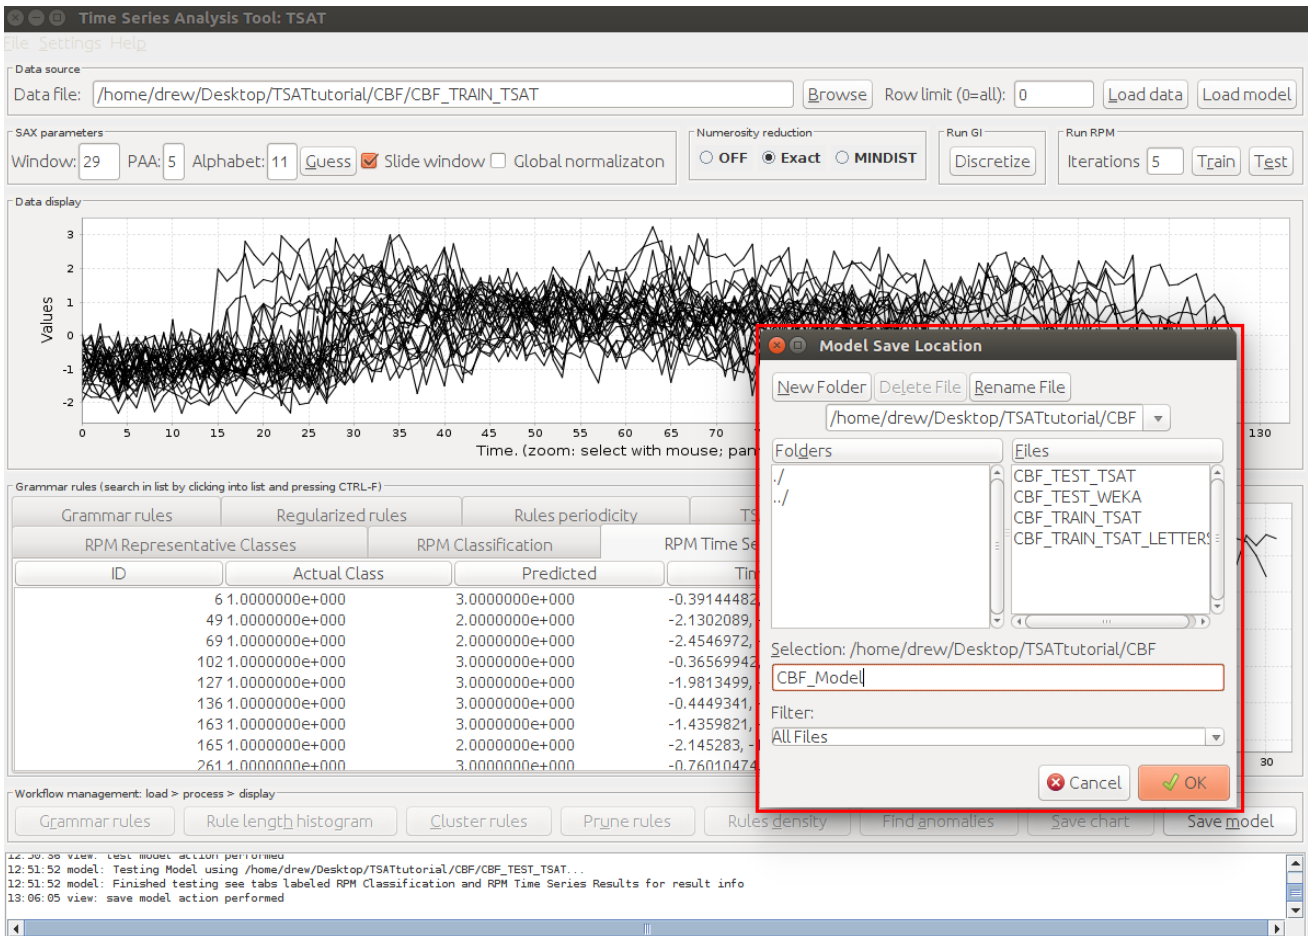 Time Series Analysis Tool: TSAT
File Settings Help
Data source
Data file: /home/drew/Desktop/TSATtutorial/CBF/CBF_TRAIN_TSAT Browse Row limit (0=all): 0 Load data Load model
SAX parameters Numerosity reduction Run GI Run RPM
Window: 29 PAA: 5 Alphabet: 11 Guess Slide window Global normalizaton OFF Exact MINDIST Discretize Iterations 5 Train Test
Data display
Values
3
2
1
0
-1
-2
0 5 10 15 20 25 30 35 40 45 50 55 60 65 70 130
Time. (zoom: select with mouse; pan
Grammar rules (search in list by clicking into list and pressing CTRL-F)
Grammar rules Regularized rules Rules periodicity TS
RPM Representative Classes RPM Classification RPM Time Se
ID Actual Class Predicted Tim
6 1.0000000e+000 3.0000000e+000 -0.39144482,
49 1.0000000e+000 2.0000000e+000 -2.1302089,
69 1.0000000e+000 2.0000000e+000 -2.4546972,
102 1.0000000e+000 3.0000000e+000 -0.36569942
127 1.0000000e+000 3.0000000e+000 -1.9813499,
136 1.0000000e+000 3.0000000e+000 -0.4449341,
163 1.0000000e+000 3.0000000e+000 -1.4359821,
165 1.0000000e+000 2.0000000e+000 -2.145283, -
261 1.0000000e+000 3.0000000e+000 -0.76010474
30
Model Save Location
New Folder Delete File Rename File
/home/drew/Desktop/TSATtutorial/CBF
Folders Files
./ CBF_TEST_TSAT
../ CBF_TEST_WEKA
CBF_TRAIN_TSAT
CBF_TRAIN_TSAT_LETTERS
Selection: /home/drew/Desktop/TSATtutorial/CBF
CBF_Model
Filter:
All Files
Cancel OK
Workflow management: load > process > display
Grammar rules Rule length histogram Cluster rules Prune rules Rules density Find anomalies Save chart Save model
12:50:56 view: test model action performed
12:51:52 model: Testing Model using /home/drew/Desktop/TSATtutorial/CBF/CBF_TEST_TSAT...
12:51:52 model: Finished testing see tabs labeled RPM Classification and RPM Time Series Results for result info
13:06:05 view: save model action performed